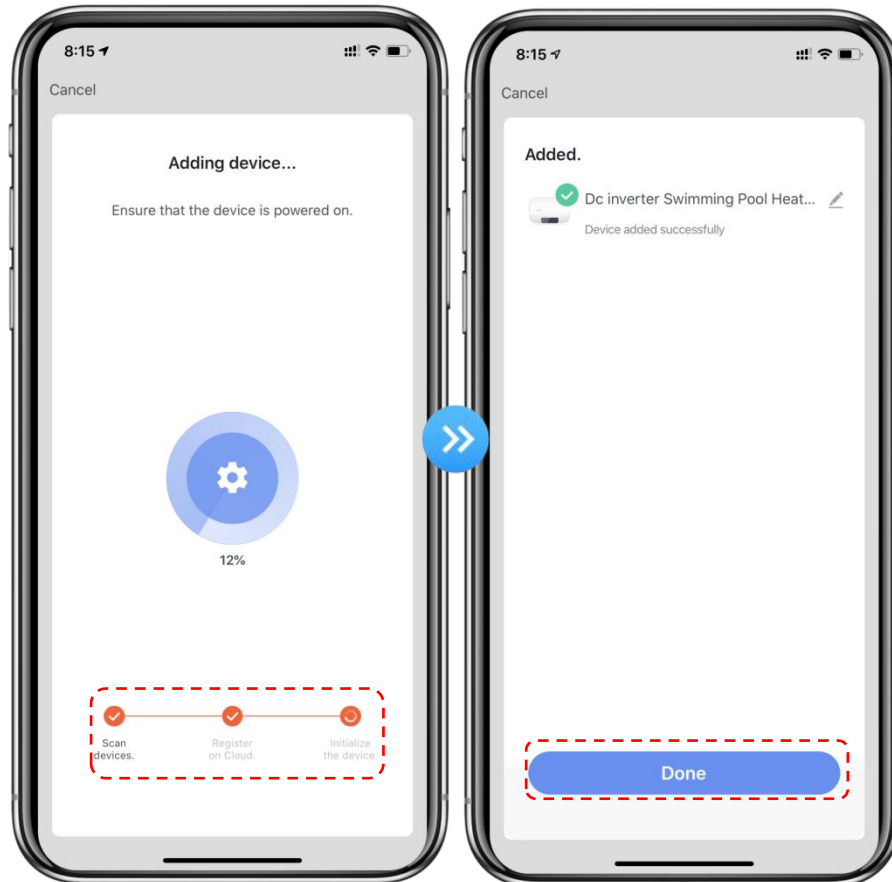 8:15
Cancel
Adding device...
Ensure that the device is powered on.
12%
Scan
devices.
Register
on Cloud.
Initialize
the device.
8:15
Cancel
Added.
Dc inverter Swimming Pool Heat...
Device added successfully
Done